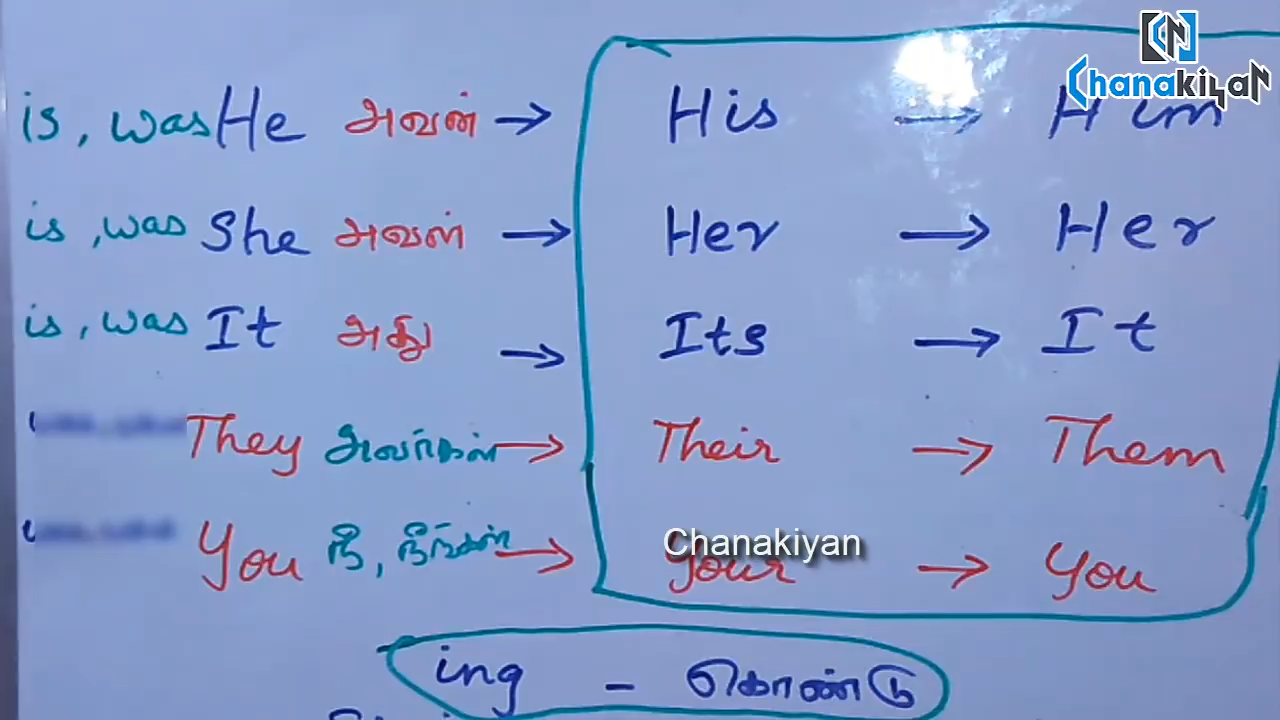 CN
Chanakiyan
is, was He அவன் → His → Him
is, was She அவள் → Her → Her
is, was It அது → Its → It
They அவர்கள் → Their → Them
You நீ, நீங்கள் → Your → You
Chanakiyan
ing - கொண்டு